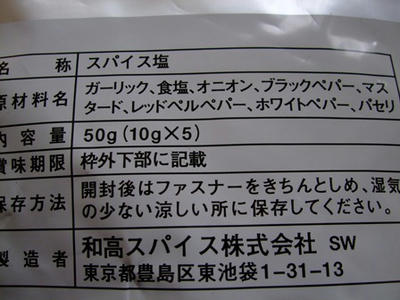 名 称 スパイス塩
原材料名 ガーリック、食塩、オニオン、ブラックペパー、マス
タード、レッドベルペパー、ホワイトペパー、パセリ
内容量 50g(10g×5)
賞味期限 枠外下部に記載
保存方法 開封後はファスナーをきちんとしめ、湿気
の少ない涼しい所に保存してください。
製造者 和高スパイス株式会社 SW
東京都豊島区東池袋1-31-13